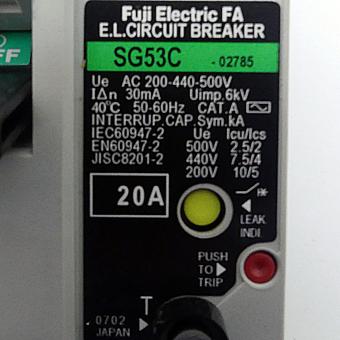 Fuji Electric FA
E.L.CIRCUIT BREAKER
SG53C -02785
Ue AC 200-440-500V
IΔn 30mA Uimp.6kV
40°C 50-60Hz CAT.A
INTERRUP.CAP.Sym.kA
IEC60947-2 Ue Icu/Ics
EN60947-2 500V 2.5/2
JISC8201-2 440V 7.5/4
200V 10/5
20A
LEAK
INDI.
PUSH
TO
TRIP
T
0702
JAPAN
FF